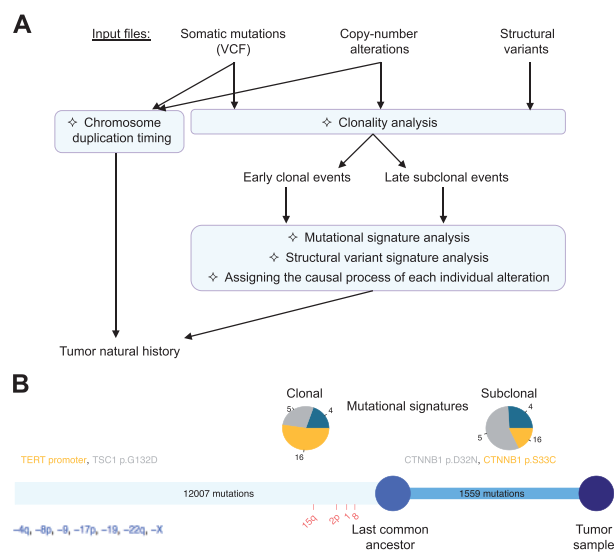 A
Input files:
Somatic mutations
(VCF)
Copy-number
alterations
Structural
variants
✧ Chromosome
duplication timing
✧ Clonality analysis
Early clonal events
Late subclonal events
✧ Mutational signature analysis
✧ Structural variant signature analysis
✧ Assigning the causal process of each individual alteration
Tumor natural history
B
Clonal
Mutational signatures
Subclonal
5
4
16
4
5
16
TERT promoter, TSC1 p.G132D
CTNNB1 p.D32N, CTNNB1 p.S33C
12007 mutations
1559 mutations
15q
2p
1
8
–4q, –8p, –9, –17p, –19, –22q, –X
Last common
ancestor
Tumor
sample